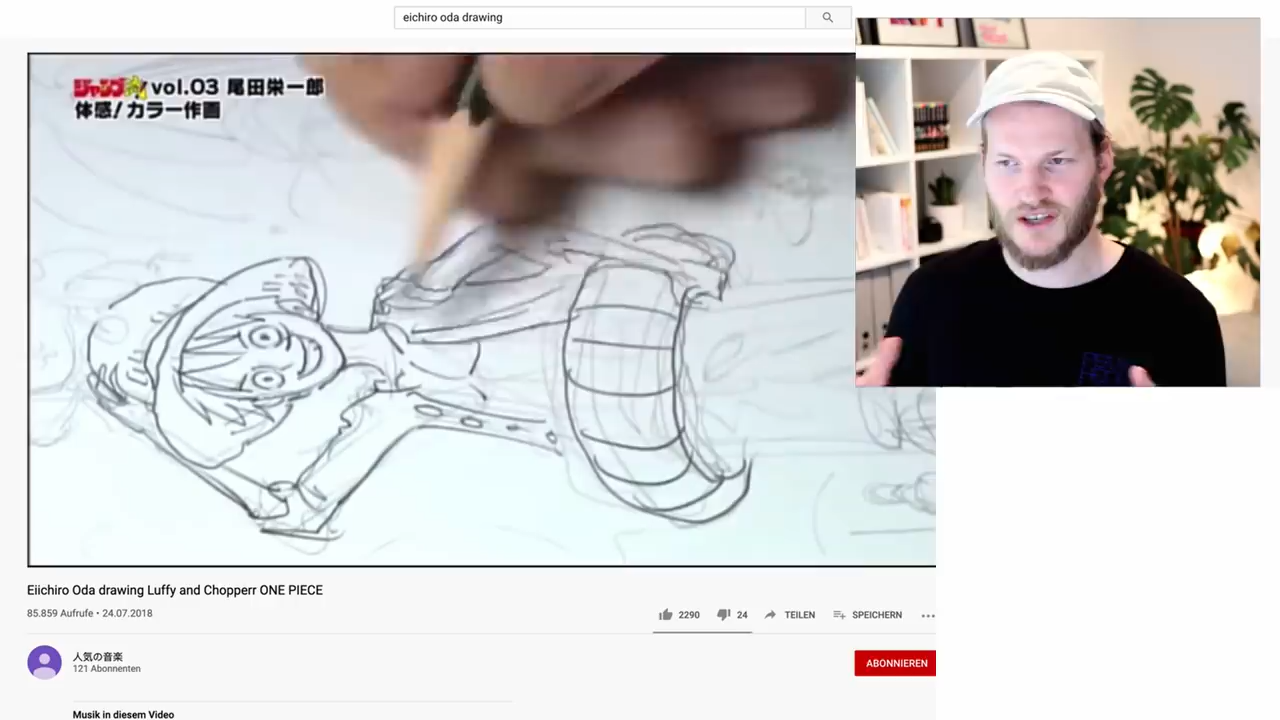 eichiro oda drawing
ジャンプ流 vol.03 尾田栄一郎
体感！カラー作画
Eiichiro Oda drawing Luffy and Chopperr ONE PIECE
85.859 Aufrufe • 24.07.2018
2290
24
TEILEN
SPEICHERN
人気の音楽
121 Abonnenten
ABONNIEREN
Musik in diesem Video